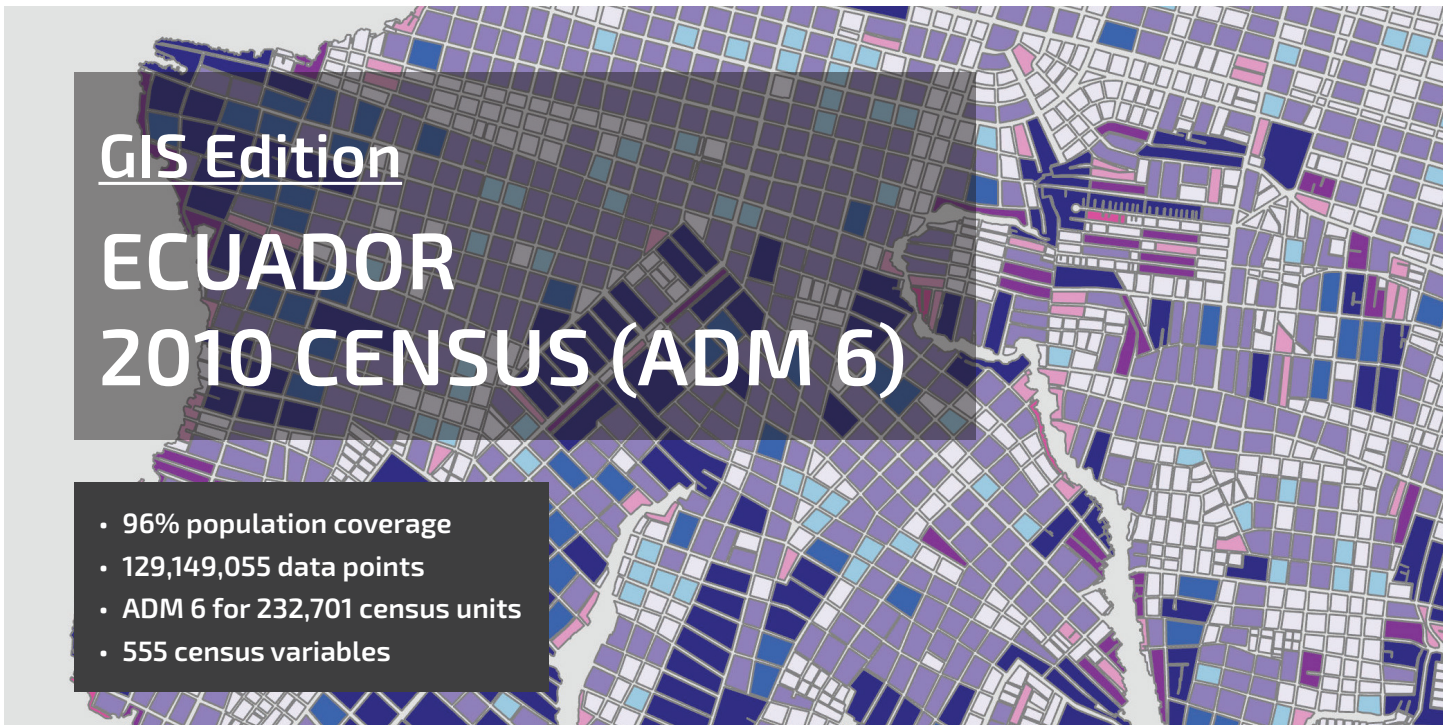 GIS Edition
ECUADOR
2010 CENSUS (ADM 6)
• 96% population coverage
• 129,149,055 data points
• ADM 6 for 232,701 census units
• 555 census variables